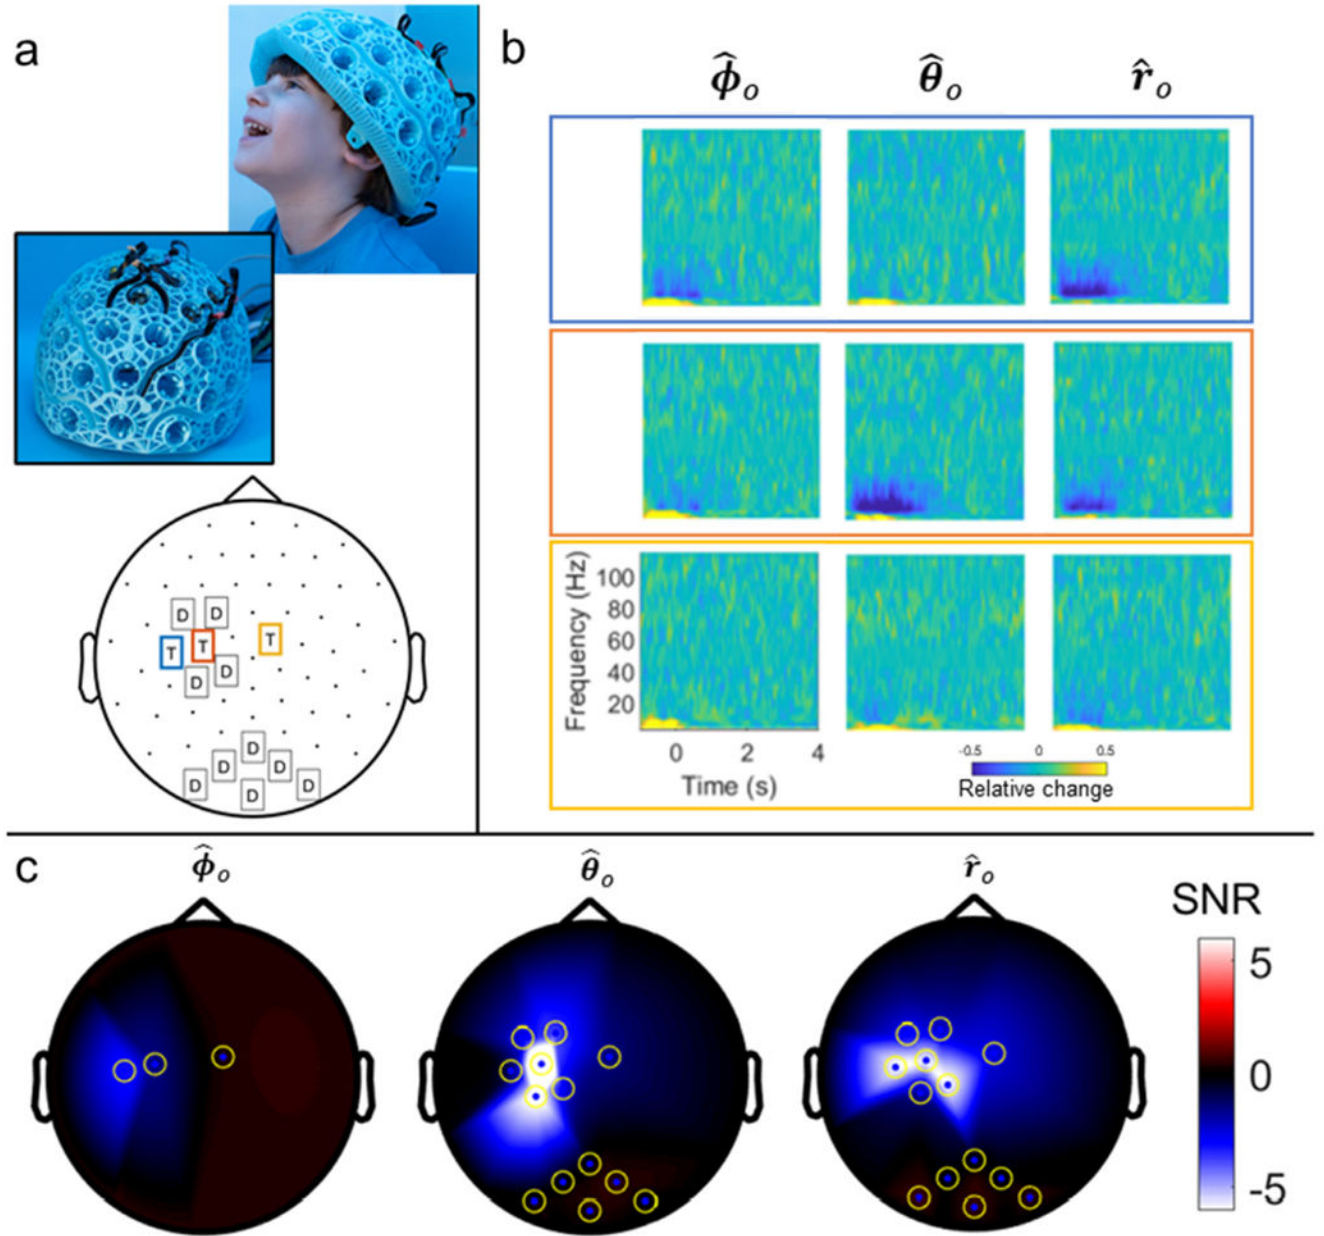 a
b
ϕ̂ₒ θ̂ₒ r̂ₒ
D D
T T T
D D
D
D D
D D D
Frequency (Hz)
100
80
60
40
20
0 2 4
Time (s)
-0.5 0 0.5
Relative change
c
ϕ̂ₒ θ̂ₒ r̂ₒ
SNR
5
0
-5